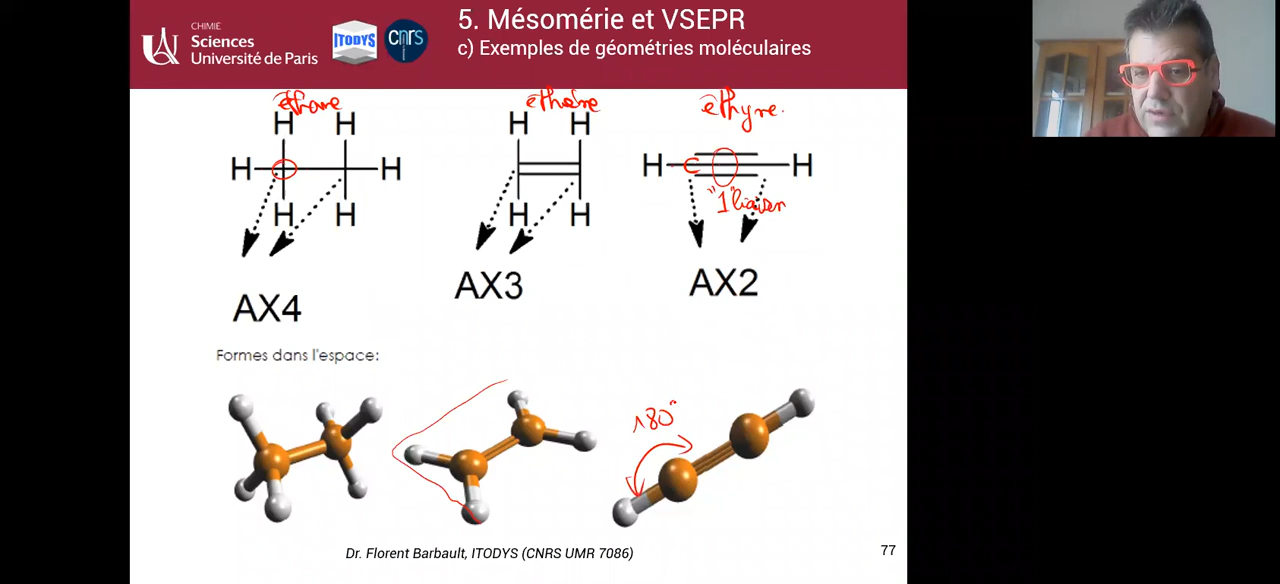 CHIMIE
Sciences
Université de Paris
ITODYS
cnrs
5. Mésomérie et VSEPR
c) Exemples de géométries moléculaires
éthane
éthène
éthyne.
H H
H H
H H
H H
H C H
H H
H H
"1" liaison
AX4
AX3
AX2
Formes dans l'espace:
180°
Dr. Florent Barbault, ITODYS (CNRS UMR 7086)
77